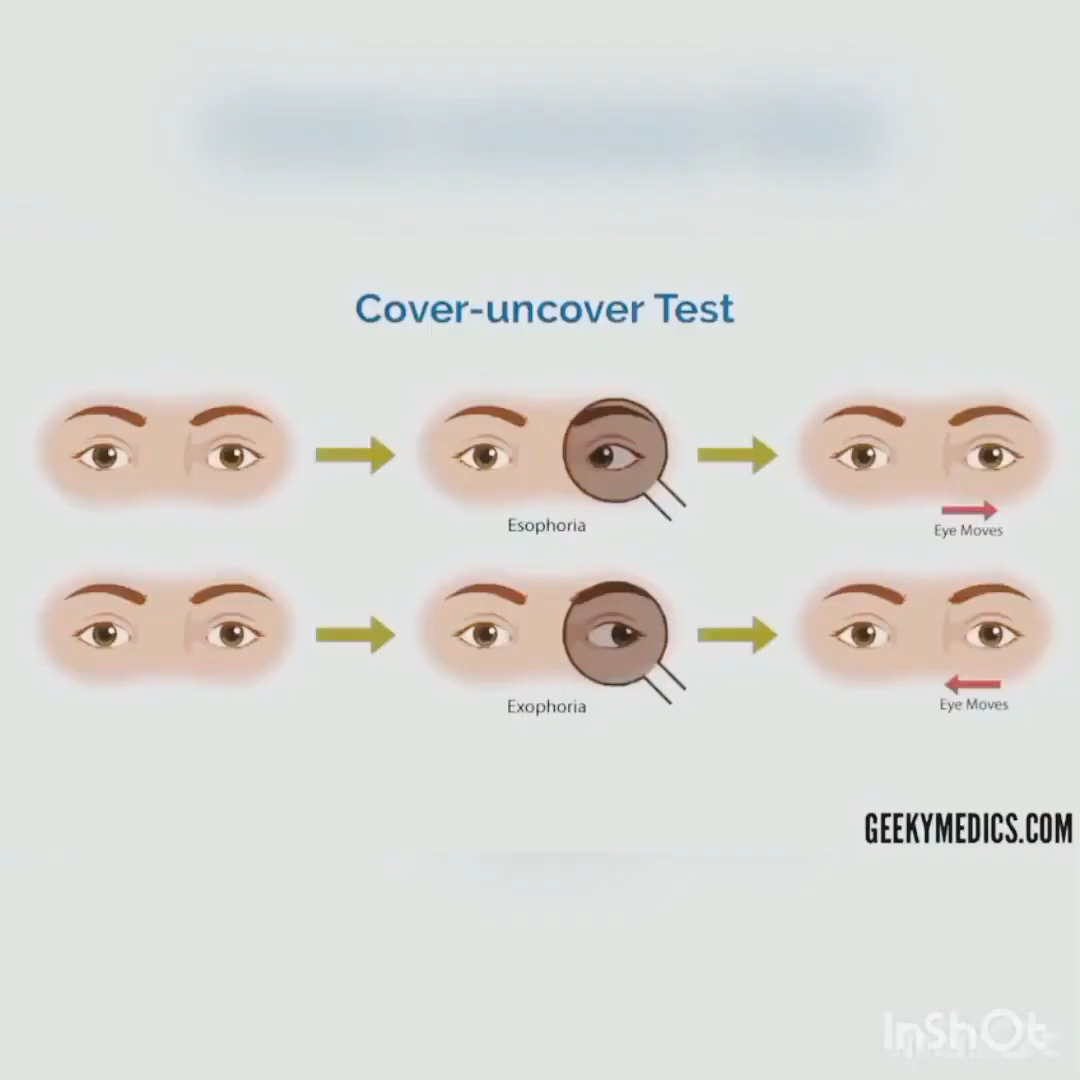 Cover-uncover Test
Esophoria
Eye Moves
Exophoria
Eye Moves
GEEKYMEDICS.COM
InShOt